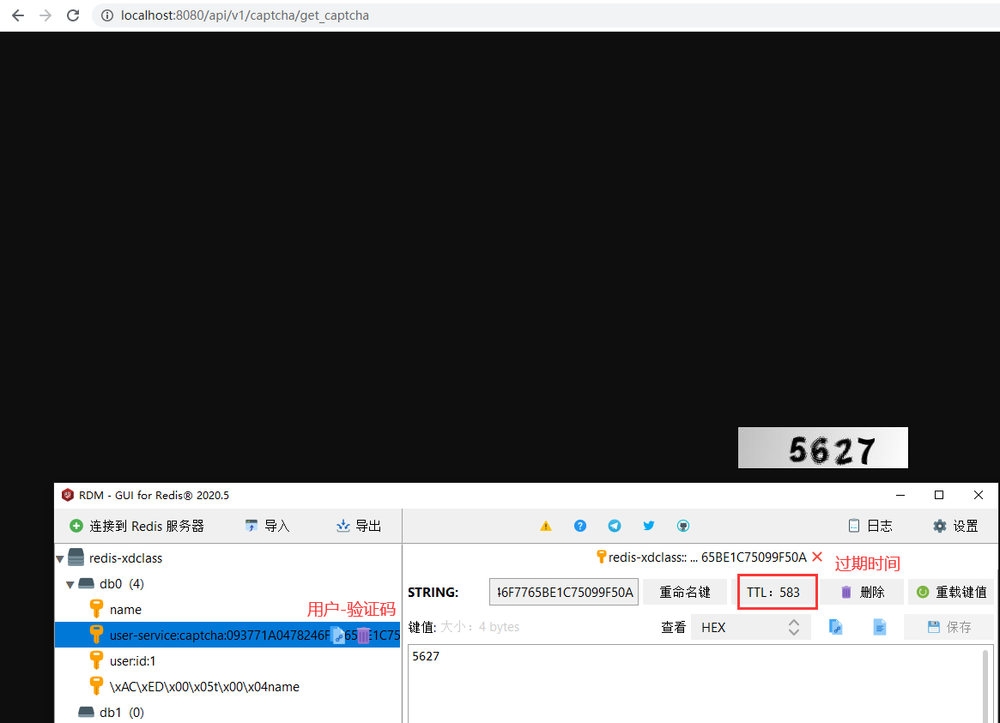 localhost:8080/api/v1/captcha/get_captcha
5627
RDM - GUI for Redis® 2020.5
连接到 Redis 服务器 导入 导出 日志 设置
redis-xdclass
redis-xdclass:: ... 65BE1C75099F50A
过期时间
db0 (4)
STRING: 46F7765BE1C75099F50A 重命名键 TTL：583 删除 重载键值
name
用户-验证码
键值: 大小：4 bytes 查看 HEX 保存
user-service:captcha:093771A0478246F 65 E1C75
5627
user:id:1
\xAC\xED\x00\x05t\x00\x04name
db1 (0)